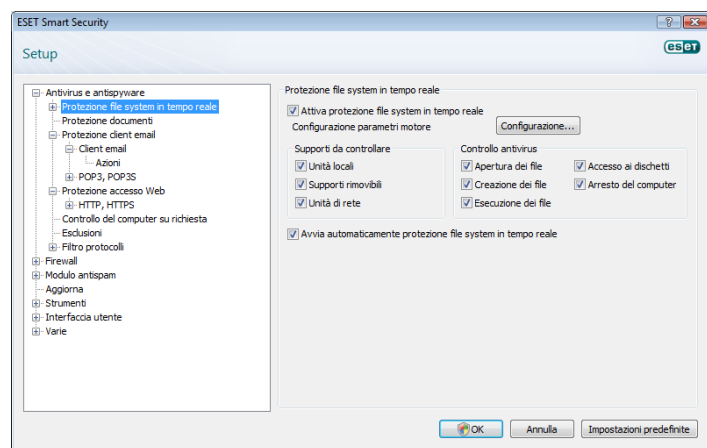 ESET Smart Security
Setup
eset
Antivirus e antispyware
Protezione file system in tempo reale
Protezione documenti
Protezione client email
Client email
Azioni
POP3, POP3S
Protezione accesso Web
HTTP, HTTPS
Controllo del computer su richiesta
Esclusioni
Filtro protocolli
Firewall
Modulo antispam
Aggiorna
Strumenti
Interfaccia utente
Varie
Protezione file system in tempo reale
Attiva protezione file system in tempo reale
Configurazione parametri motore
Configurazione...
Supporti da controllare
Unità locali
Supporti rimovibili
Unità di rete
Controllo antivirus
Apertura dei file
Accesso ai dischetti
Creazione dei file
Arresto del computer
Esecuzione dei file
Avvia automaticamente protezione file system in tempo reale
OK
Annulla
Impostazioni predefinite